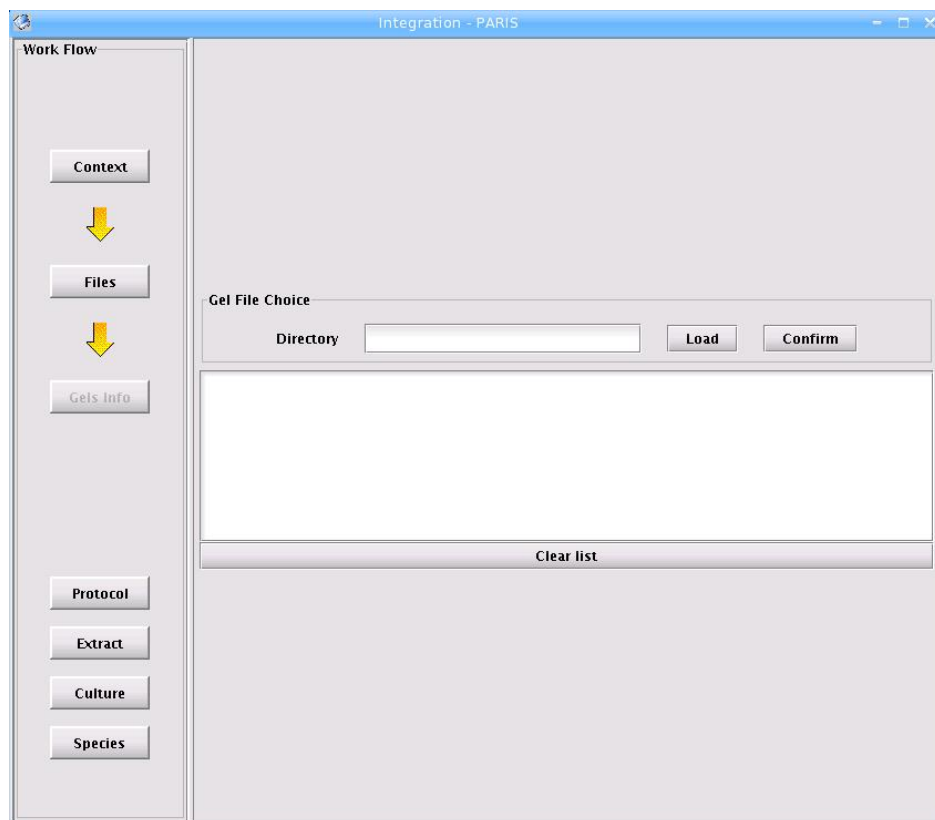 Integration - PARIS
Work Flow
Context
Files
Gels Info
Protocol
Extract
Culture
Species
Gel File Choice
Directory Load Confirm
Clear list